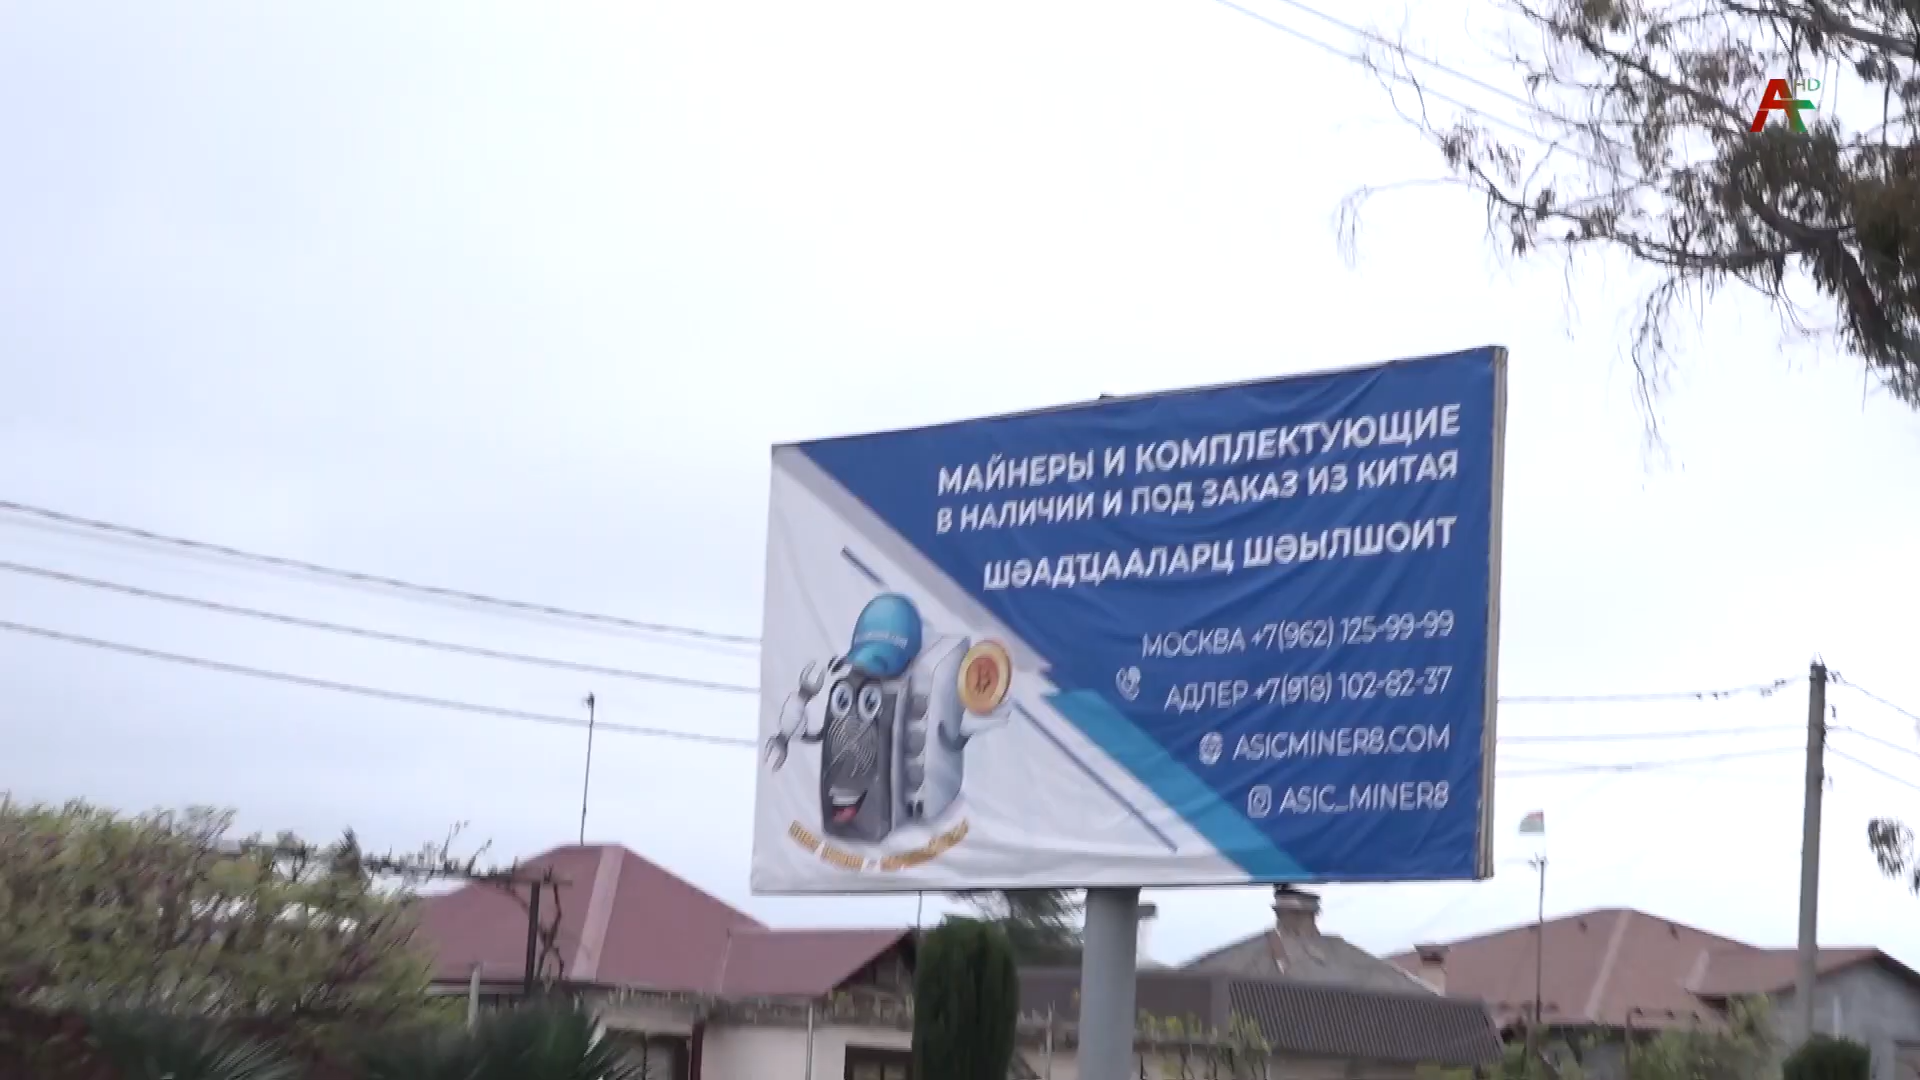 HD
МАЙНЕРЫ И КОМПЛЕКТУЮЩИЕ
В НАЛИЧИИ И ПОД ЗАКАЗ ИЗ КИТАЯ
ШӘАДҴААЛАРЦ ШӘЫЛШОИТ
МОСКВА +7(962) 125-99-99
АДЛЕР +7(918) 102-82-37
ASICMINER8.COM
ASIC_MINER8